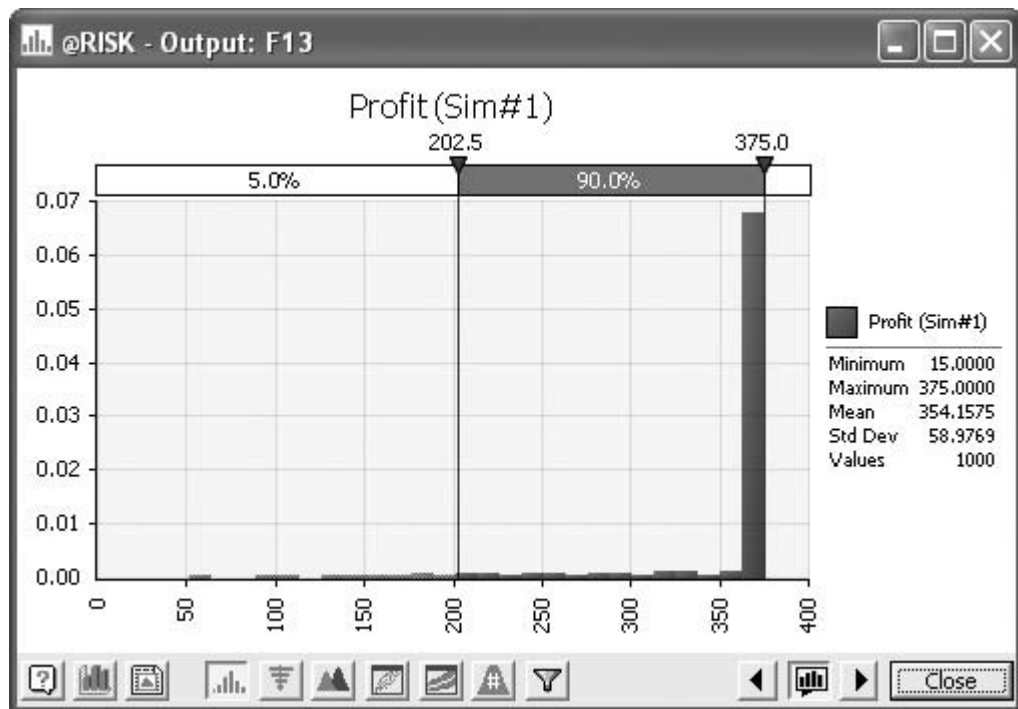 @RISK - Output: F13
Profit (Sim#1)
202.5 375.0
5.0% 90.0%
0.07
0.06
0.05
0.04
0.03
0.02
0.01
0.00
0 50 100 150 200 250 300 350 400
Profit (Sim#1)
Minimum 15.0000
Maximum 375.0000
Mean 354.1575
Std Dev 58.9769
Values 1000
Close